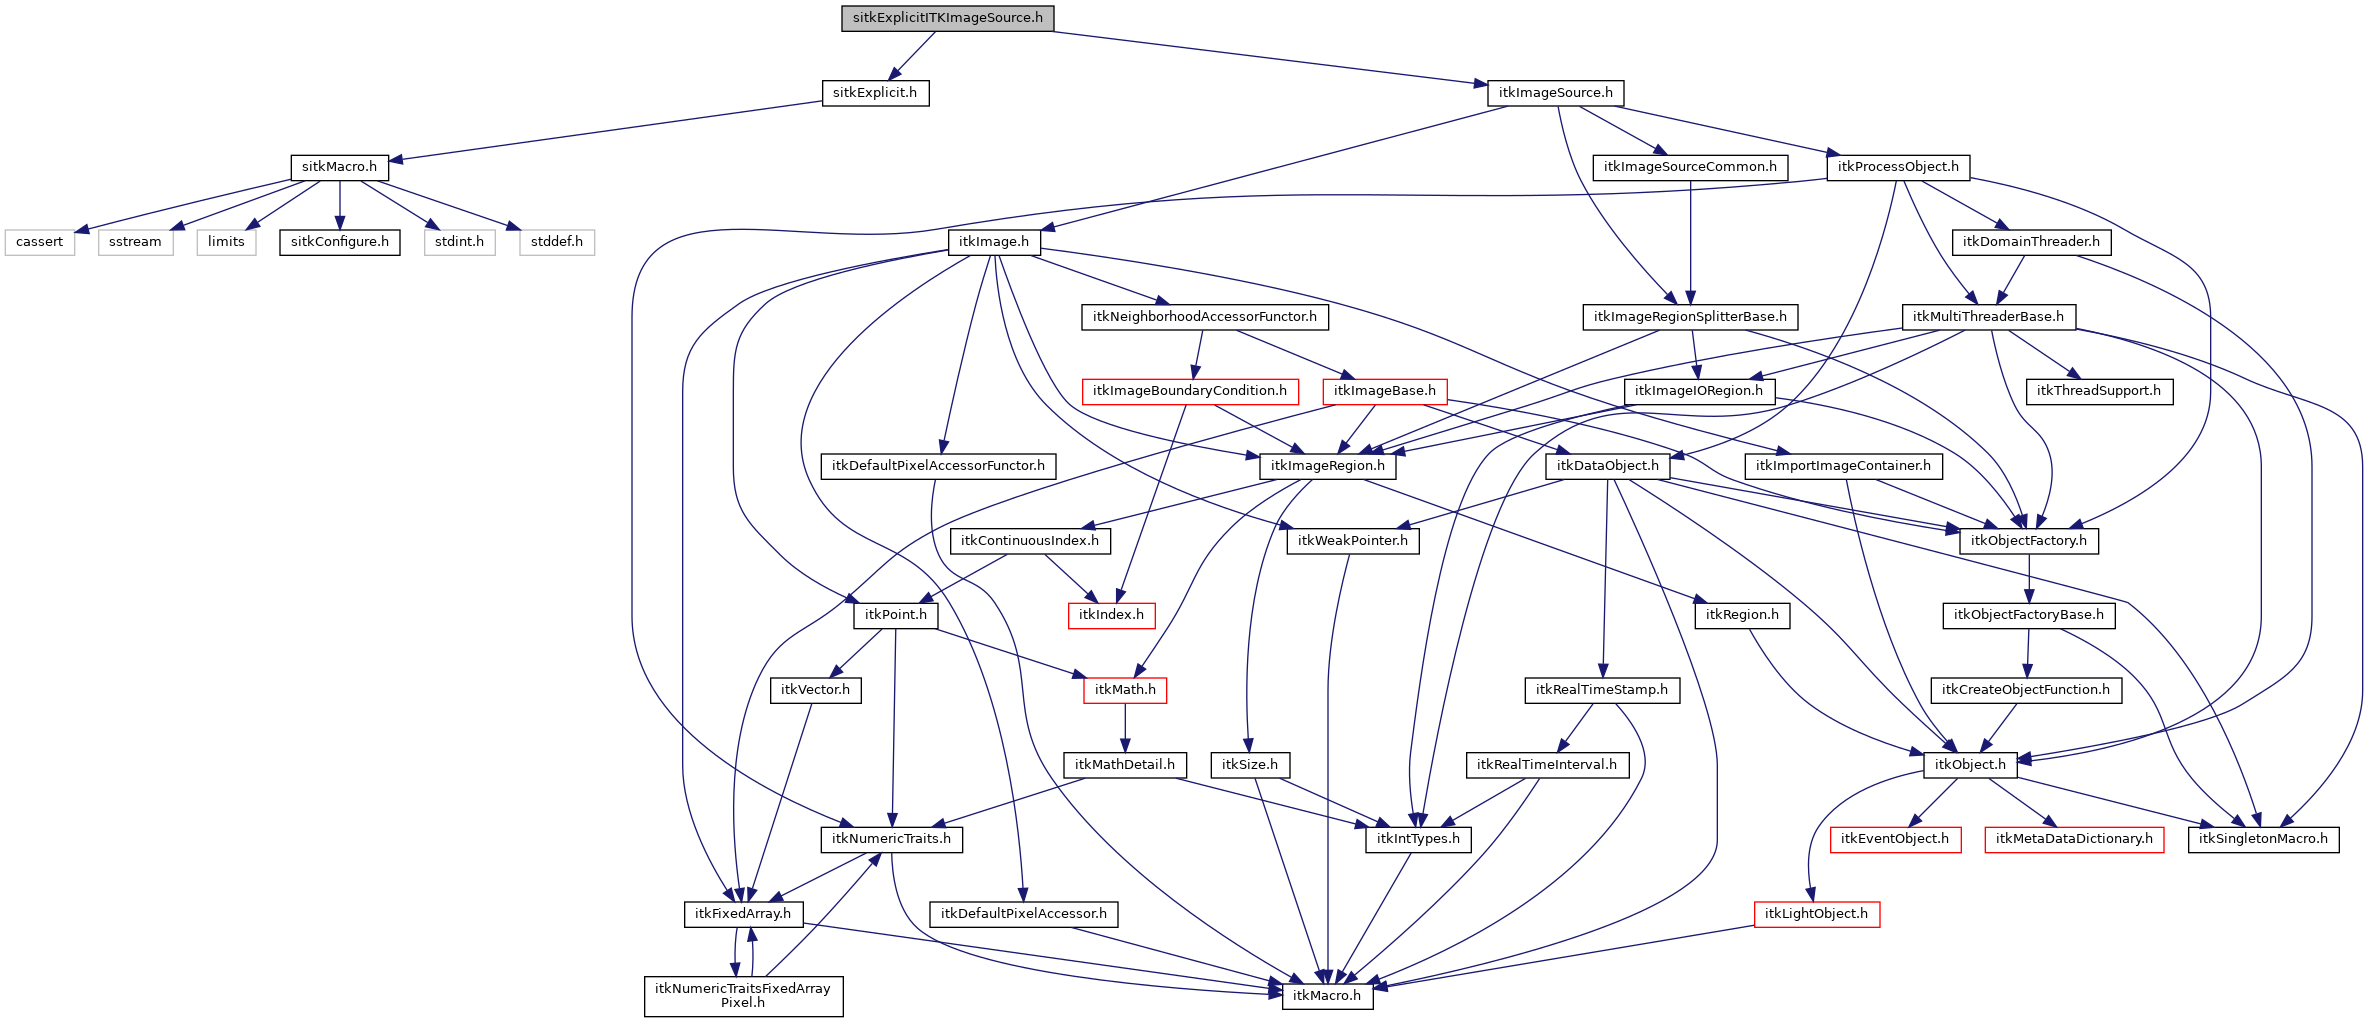 sitkExplicitITKImageSource.h
sitkExplicit.h
itkImageSource.h
sitkMacro.h
itkImageSourceCommon.h
itkProcessObject.h
cassert
sstream
limits
sitkConfigure.h
stdint.h
stddef.h
itkImage.h
itkDomainThreader.h
itkNeighborhoodAccessorFunctor.h
itkImageRegionSplitterBase.h
itkMultiThreaderBase.h
itkImageBoundaryCondition.h
itkImageBase.h
itkImageIORegion.h
itkThreadSupport.h
itkDefaultPixelAccessorFunctor.h
itkImageRegion.h
itkDataObject.h
itkImportImageContainer.h
itkContinuousIndex.h
itkWeakPointer.h
itkObjectFactory.h
itkPoint.h
itkIndex.h
itkRegion.h
itkObjectFactoryBase.h
itkVector.h
itkMath.h
itkRealTimeStamp.h
itkCreateObjectFunction.h
itkMathDetail.h
itkSize.h
itkRealTimeInterval.h
itkObject.h
itkNumericTraits.h
itkIntTypes.h
itkEventObject.h
itkMetaDataDictionary.h
itkSingletonMacro.h
itkFixedArray.h
itkDefaultPixelAccessor.h
itkLightObject.h
itkNumericTraitsFixedArray
Pixel.h
itkMacro.h